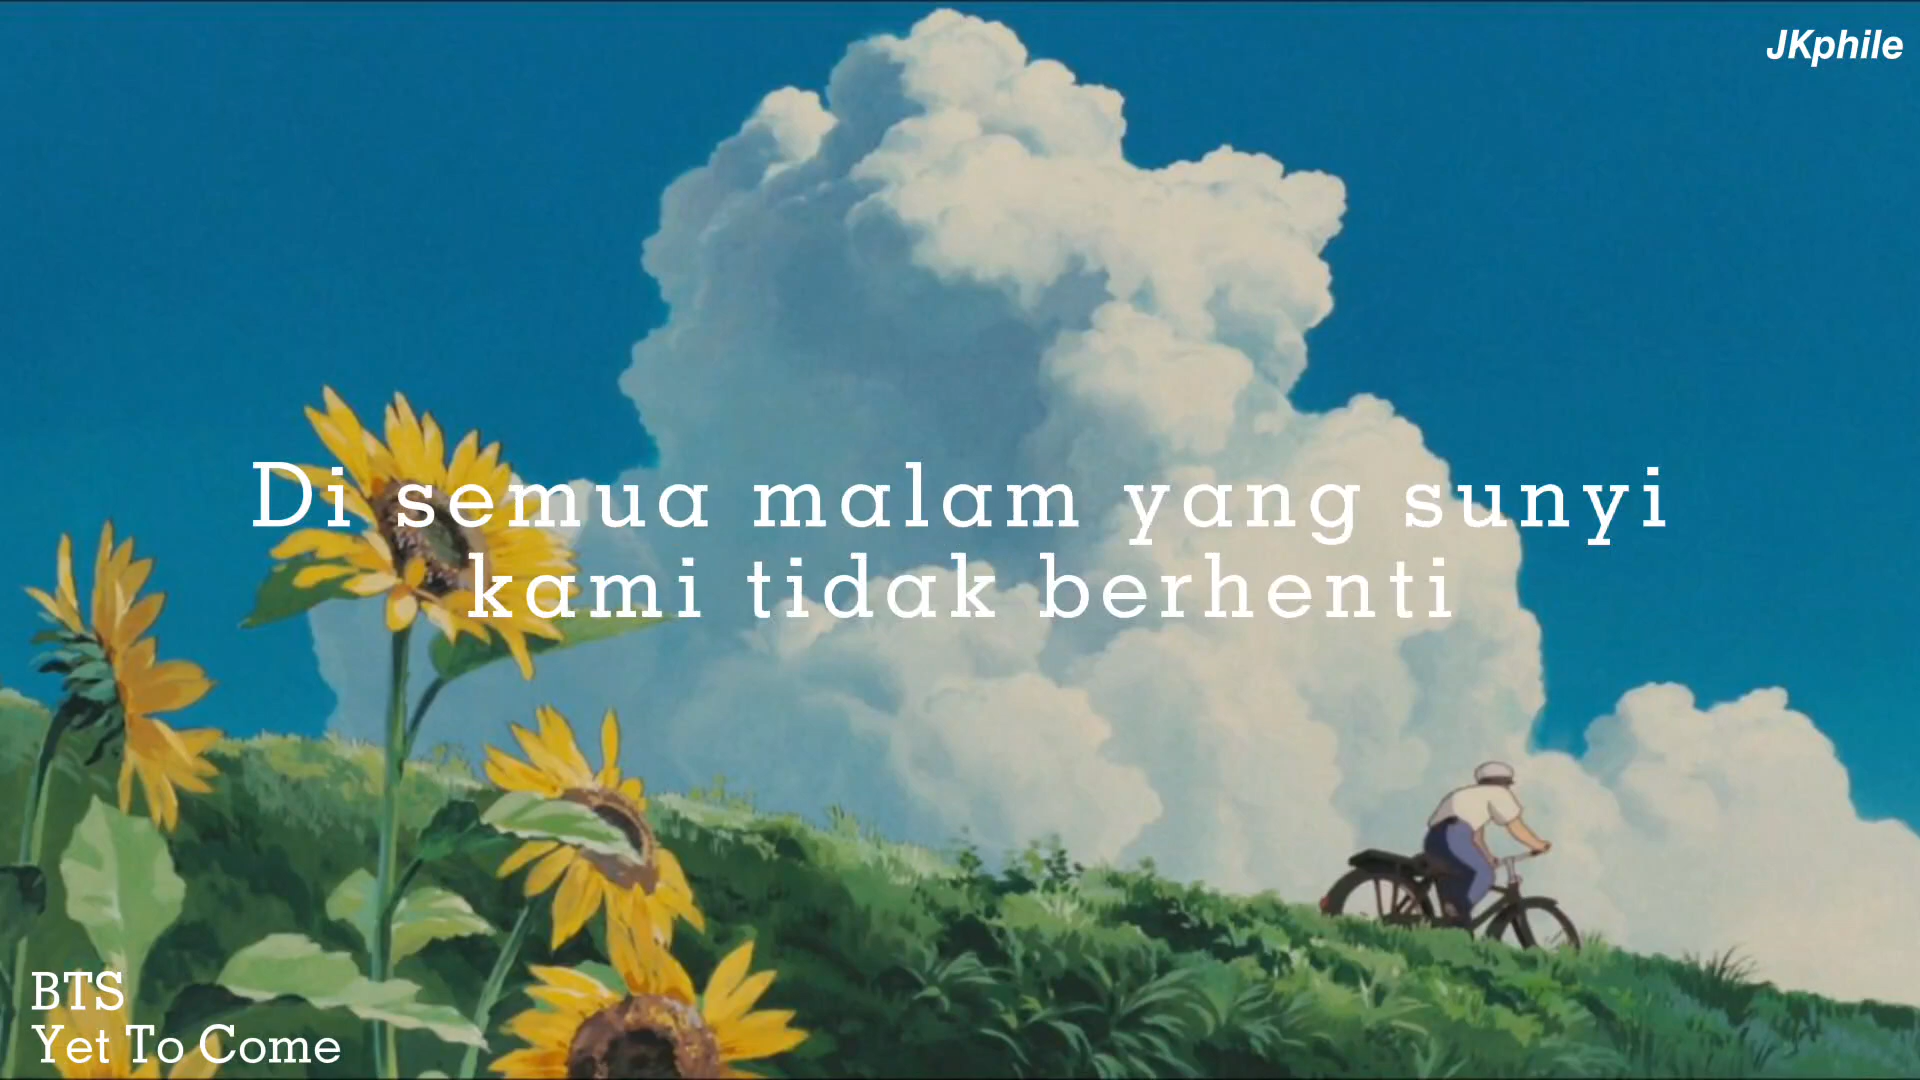 JKphile
Di semua malam yang sunyi
kami tidak berhenti
BTS
Yet To Come